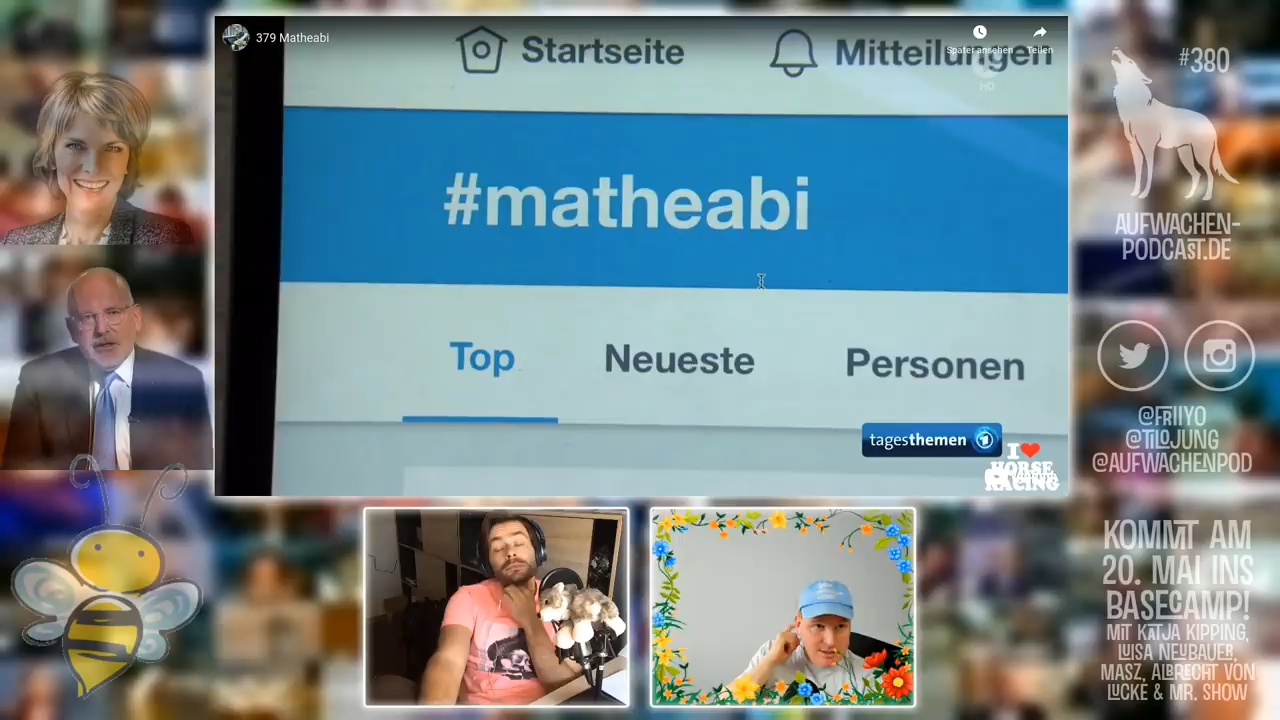 379 Matheabi
Startseite
Mitteilungen
Später ansehen
Teilen
HD
#matheabi
Top
Neueste
Personen
tagesthemen
I
HORSE
RACING
#380
AUFWACHEN-
PODCAST.DE
@FRIIYO
@TILOJUNG
@AUFWACHENPOD
KOMMT AM
20. MAI INS
BASECAMP!
MIT KATJA KIPPING,
LUISA NEUBAUER,
MASZ, ALBRECHT VON
LUCKE & MR. SHOW